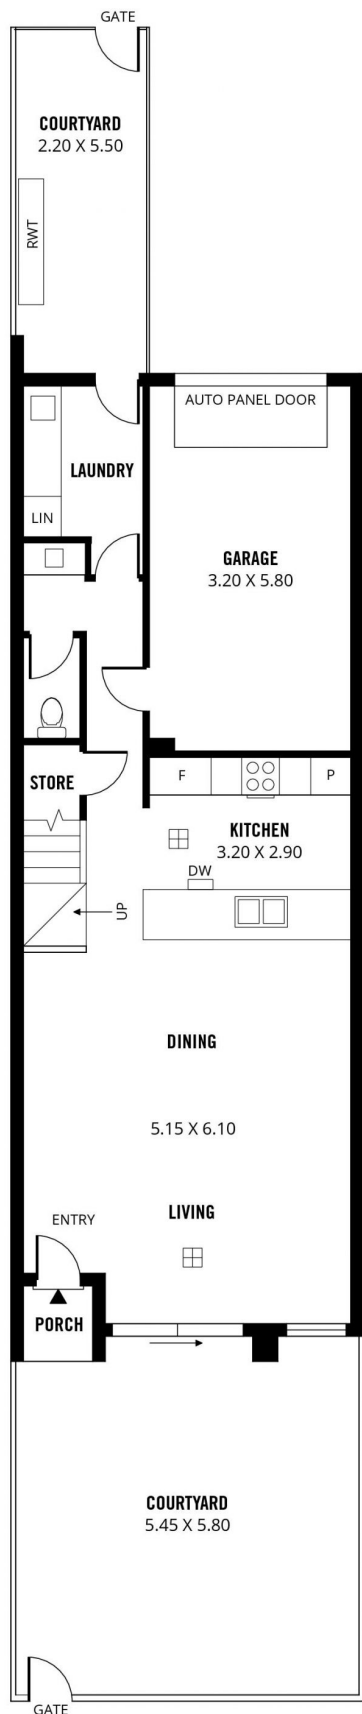 GATE
COURTYARD
2.20 X 5.50
RWT
AUTO PANEL DOOR
LAUNDRY
LIN
GARAGE
3.20 X 5.80
STORE
F
P
KITCHEN
3.20 X 2.90
DW
UP
DINING
5.15 X 6.10
LIVING
ENTRY
PORCH
COURTYARD
5.45 X 5.80
GATE